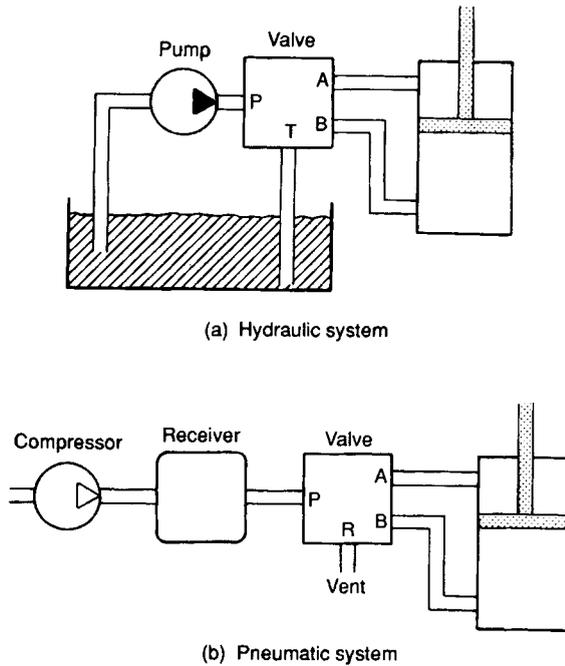 Valve
Pump
A
P
B
T
(a) Hydraulic system
Compressor
Receiver
Valve
A
P
B
R
Vent
(b) Pneumatic system